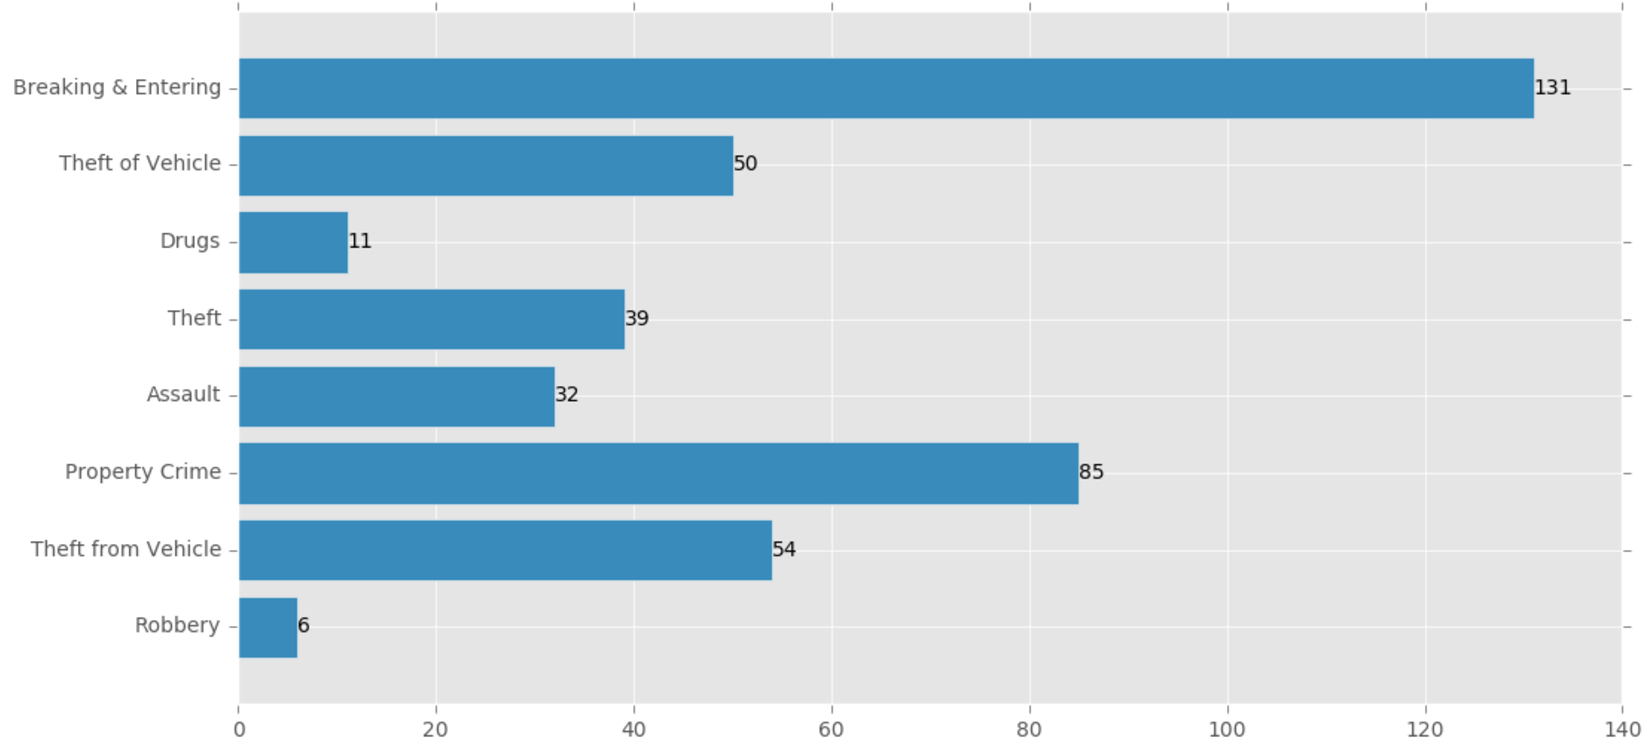 Breaking & Entering 131
Theft of Vehicle 50
Drugs 11
Theft 39
Assault 32
Property Crime 85
Theft from Vehicle 54
Robbery 6
0 20 40 60 80 100 120 140